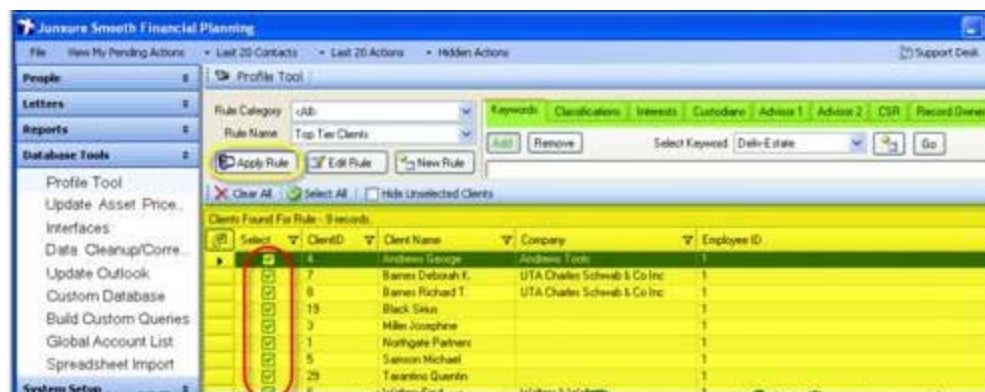 Junxure Smooth Financial Planning
File View My Pending Actions Last 20 Contacts Last 20 Actions Hidden Actions Support Desk
People
Letters
Reports
Database Tools
Profile Tool
Update Asset Price...
Interfaces
Data Cleanup/Corre...
Update Outlook
Custom Database
Build Custom Queries
Global Account List
Spreadsheet Import
System Setup
Profile Tool
Rule Category <All>
Rule Name Top Tier Clients
Apply Rule Edit Rule New Rule
Keywords Classifications Interests Custodians Advisor 1 Advisor 2 CSR Record Owner
Add Remove Select Keyword Deliv-Estate Go
Clear All Select All Hide Unselected Clients
Clients Found For Rule - 9 records.
Select ClientID Client Name Company Employee ID
4 Andrews George Andrews Tools 1
7 Barnes Deborah K. UTA Charles Schwab & Co Inc 1
8 Barnes Richard T. UTA Charles Schwab & Co Inc 1
19 Black Sirius 1
3 Miller Josephine 1
1 Northgate Partners 1
5 Samson Michael 1
29 Tarantino Quentin 1